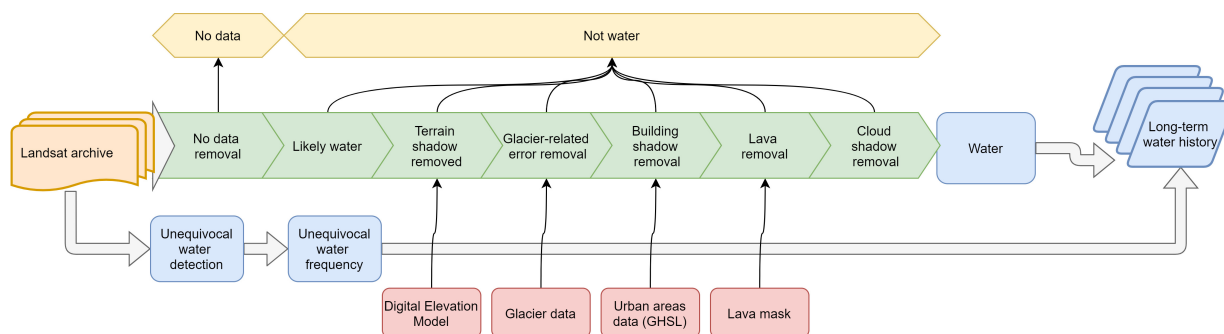 No data
Not water
Landsat archive
No data
removal
Likely water
Terrain
shadow
removed
Glacier-related
error removal
Building
shadow
removal
Lava
removal
Cloud
shadow
removal
Water
Long-term
water history
Unequivocal
water
detection
Unequivocal
water
frequency
Digital Elevation
Model
Glacier data
Urban areas
data (GHSL)
Lava mask